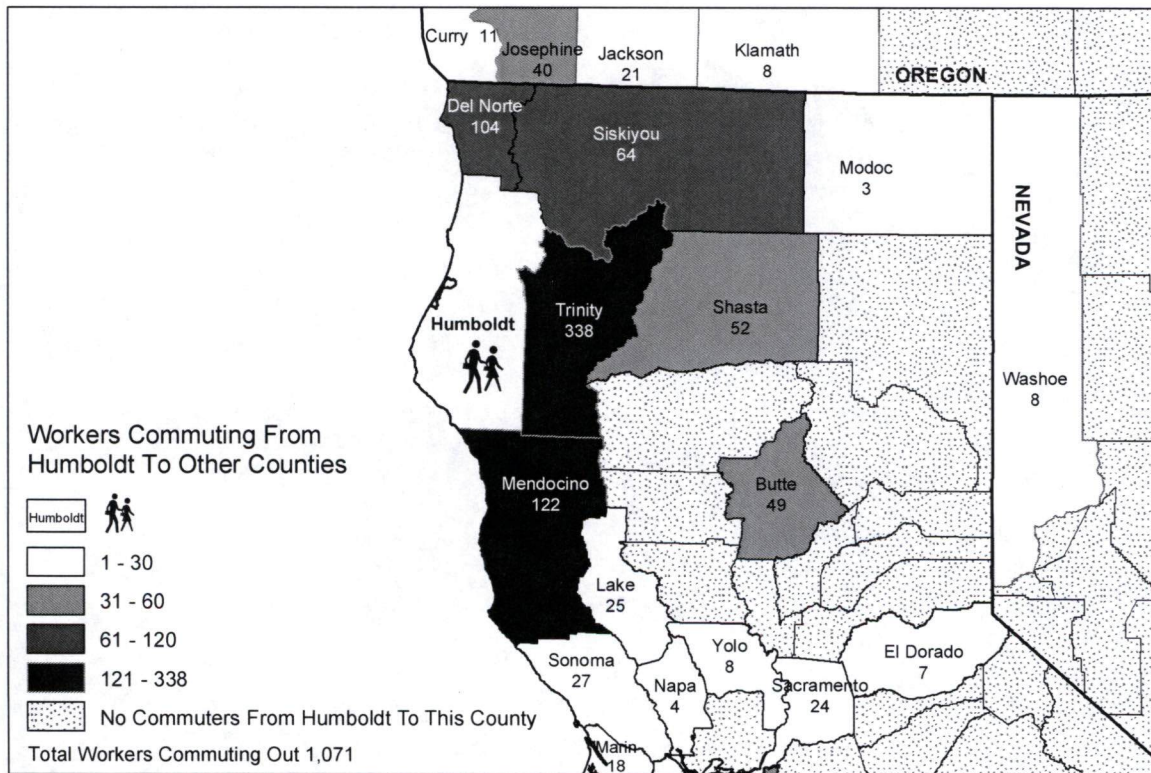 Curry 11
Josephine
40
Jackson
21
Klamath
8
OREGON
Del Norte
104
Siskiyou
64
Modoc
3
NEVADA
Humboldt
Trinity
338
Shasta
52
Washoe
8
Mendocino
122
Butte
49
Lake
25
Sonoma
27
Napa
4
Yolo
8
Sacramento
24
El Dorado
7
Marin
18
Workers Commuting From
Humboldt To Other Counties
Humboldt
1 - 30
31 - 60
61 - 120
121 - 338
No Commuters From Humboldt To This County
Total Workers Commuting Out 1,071